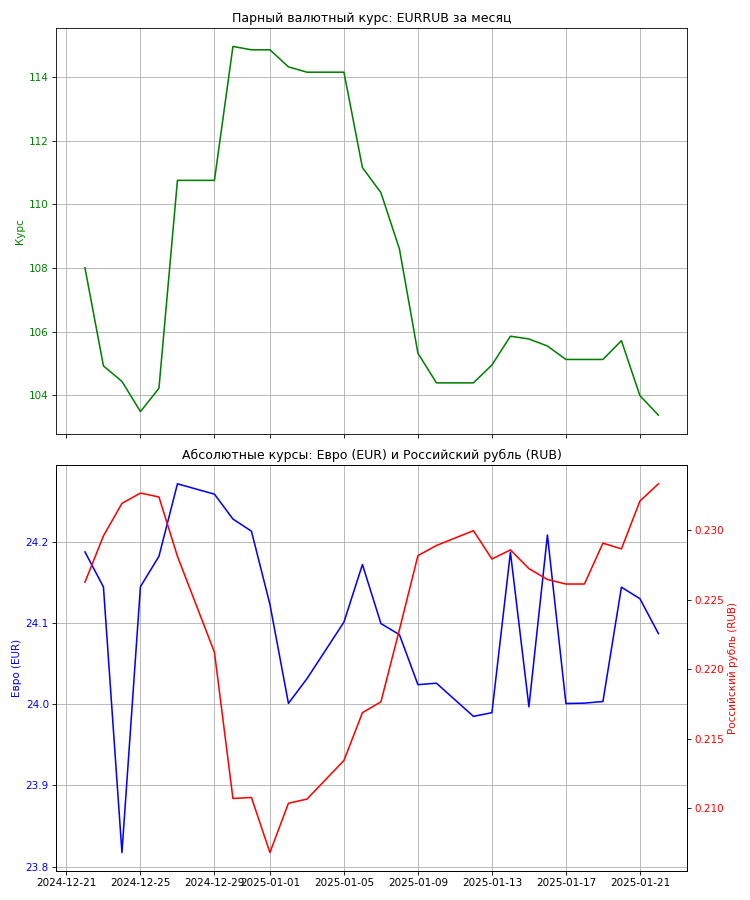 Парный валютный курс: EURRUB за месяц
114
112
110
108
106
104
Курс
Абсолютные курсы: Евро (EUR) и Российский рубль (RUB)
24.2
24.1
24.0
23.9
23.8
Евро (EUR)
0.230
0.225
0.220
0.215
0.210
Российский рубль (RUB)
2024-12-21 2024-12-25 2024-12-29 2025-01-01 2025-01-05 2025-01-09 2025-01-13 2025-01-17 2025-01-21